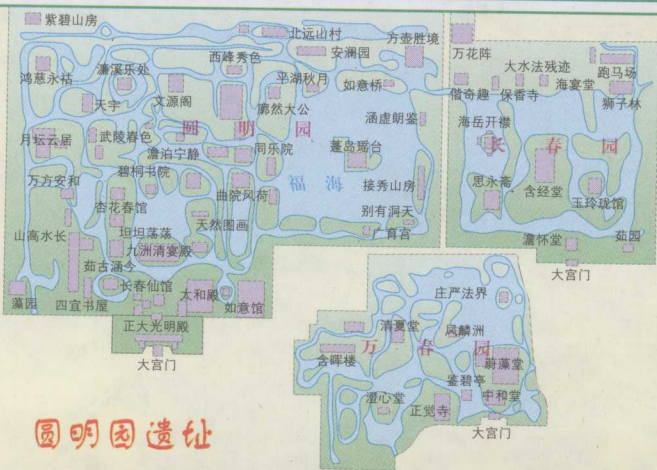 紫碧山房
北远山村
方壶胜境
万花阵
西峰秀色
安澜园
大水法残迹
鸿慈永祜
濂溪乐处
平湖秋月
如意桥
谐奇趣
保香寺
海宴堂
跑马场
天宇
文源阁
廓然大公
涵虚朗鉴
狮子林
月坛云居
武陵春色
圆明园
蓬岛瑶台
海岳开襟
长春园
澹泊宁静
同乐院
碧桐书院
万方安和
曲院风荷
福海
接秀山房
思永斋
含经堂
玉玲珑馆
杏花春馆
天然图画
别有洞天
山高水长
坦坦荡荡
广育宫
澹怀堂
茹园
九洲清宴殿
茹古涵今
大宫门
长春仙馆
太和殿
庄严法界
藻园
四宜书屋
如意馆
正大光明殿
清夏堂
凤麟洲
万春园
大宫门
含晖楼
蔚藻堂
鉴碧亭
澄心堂
中和堂
正觉寺
大宫门
圆明园遗址